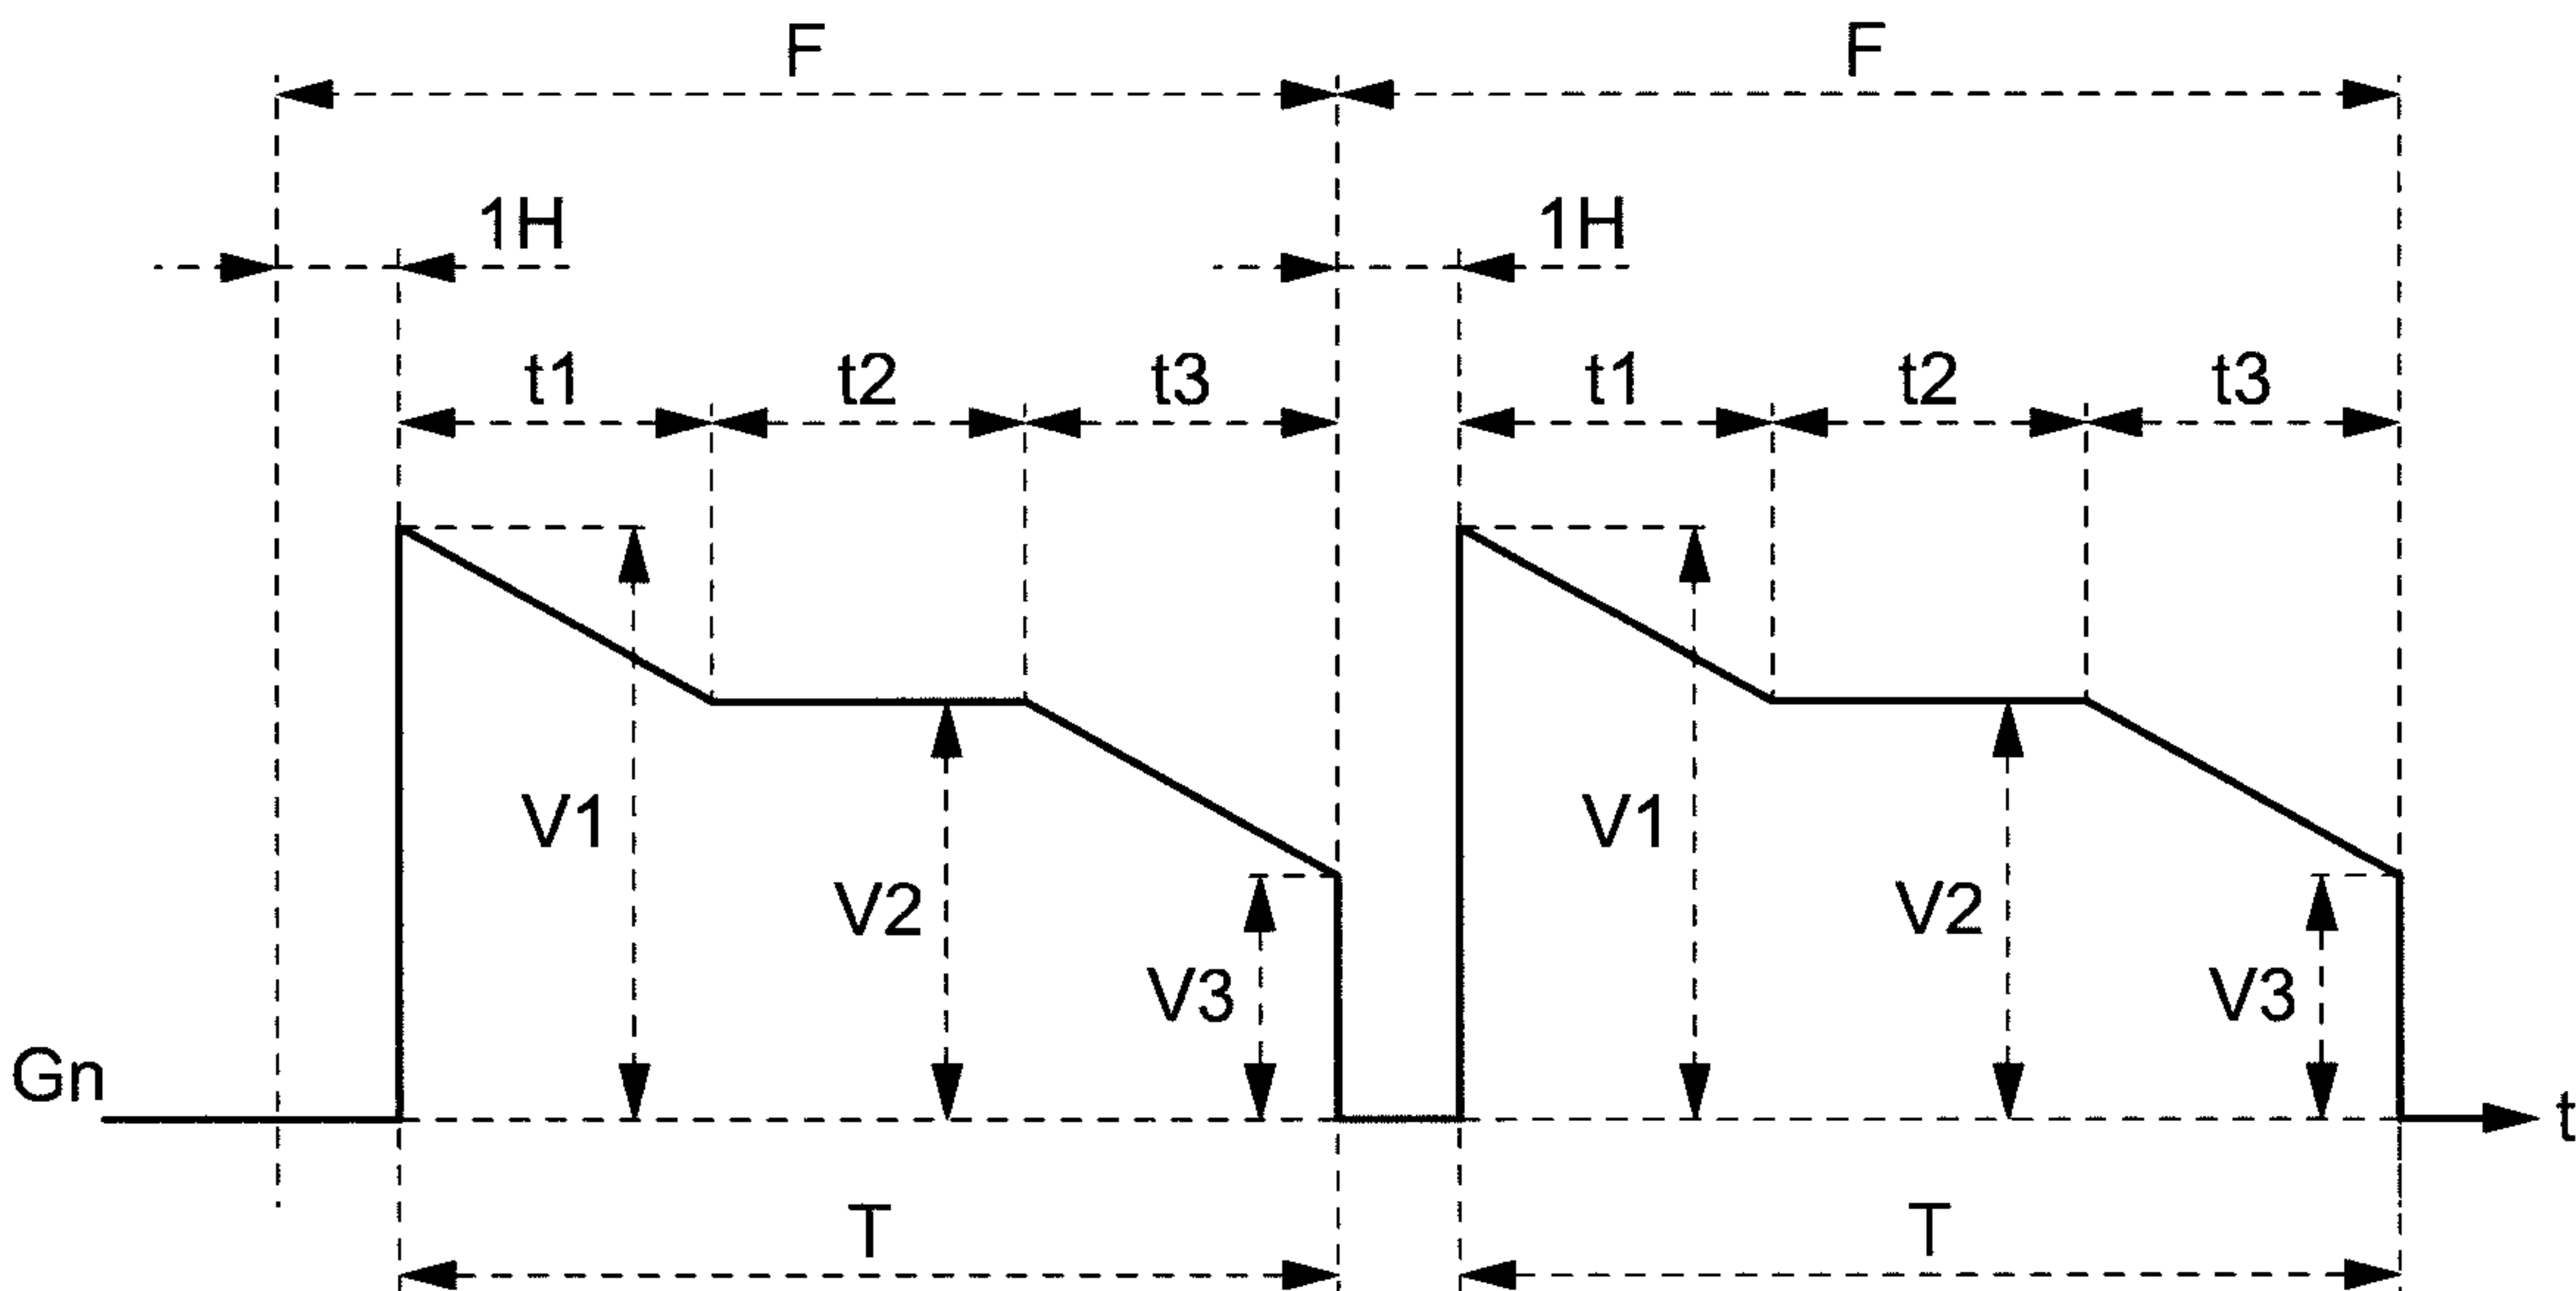 F F
1H 1H
t1 t2 t3 t1 t2 t3
V1 V1
V2 V2
V3 V3
Gn
t
T T